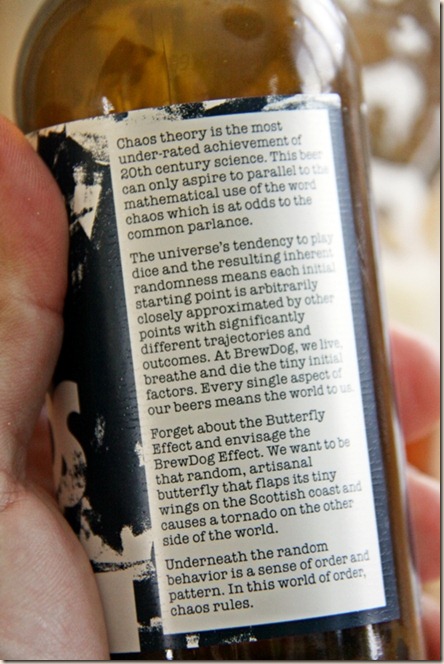 Chaos theory is the most
under-rated achievement of
20th century science. This beer
can only aspire to parallel to the
mathematical use of the word
chaos which is at odds to the
common parlance.
The universe's tendency to play
dice and the resulting inherent
randomness means each initial
starting point is arbitrarily
closely approximated by other
points with significantly
different trajectories and
outcomes. At BrewDog, we live,
breathe and die the tiny initial
factors. Every single aspect of
our beers means the world to us.
Forget about the Butterfly
Effect and envisage the
BrewDog Effect. We want to be
that random, artisanal
butterfly that flaps its tiny
wings on the Scottish coast and
causes a tornado on the other
side of the world.
Underneath the random
behavior is a sense of order and
pattern. In this world of order,
chaos rules.
S